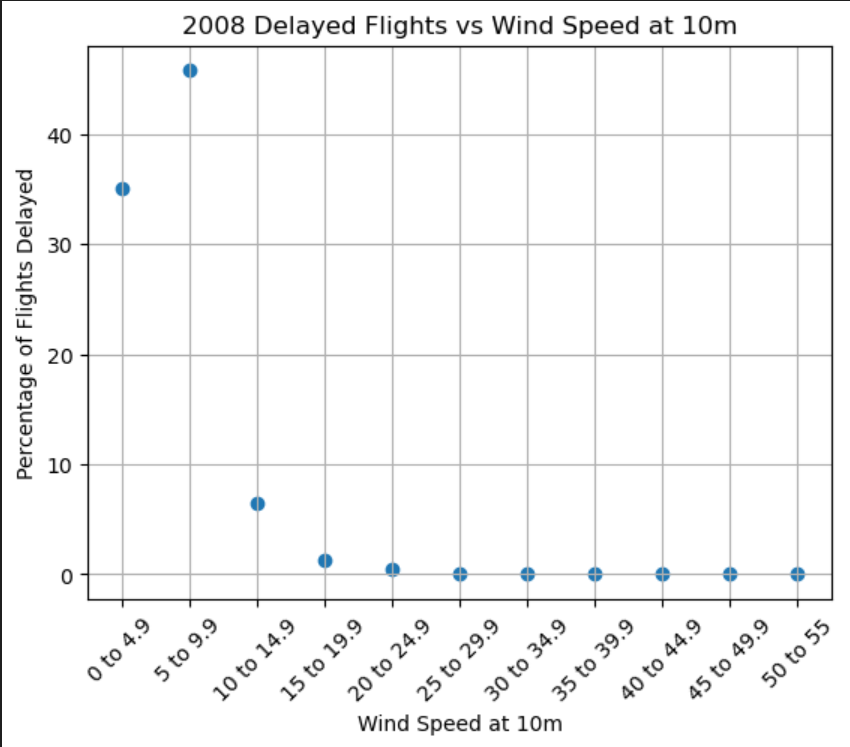 2008 Delayed Flights vs Wind Speed at 10m
Percentage of Flights Delayed
40
30
20
10
0
0 to 4.9
5 to 9.9
10 to 14.9
15 to 19.9
20 to 24.9
25 to 29.9
30 to 34.9
35 to 39.9
40 to 44.9
45 to 49.9
50 to 55
Wind Speed at 10m